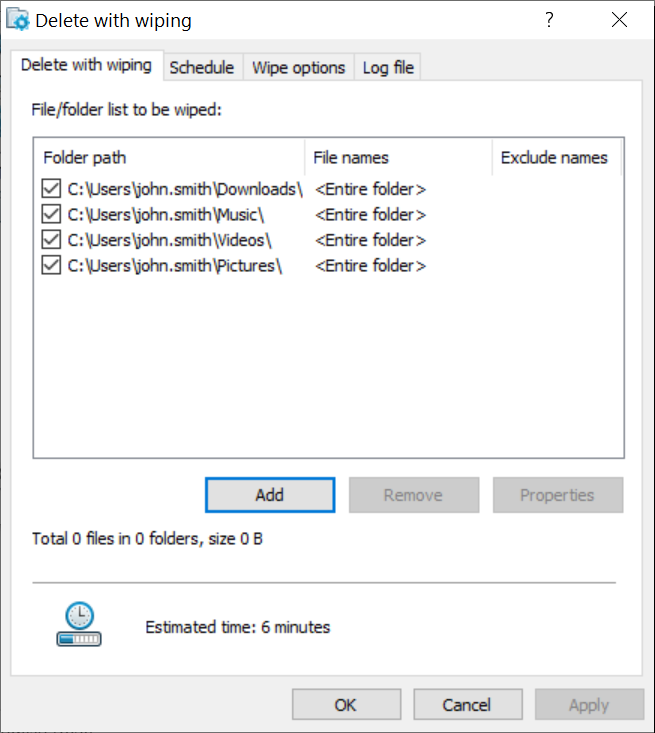 Delete with wiping ?
Delete with wiping Schedule Wipe options Log file
File/folder list to be wiped:
Folder path File names Exclude names
C:\Users\john.smith\Downloads\ <Entire folder>
C:\Users\john.smith\Music\ <Entire folder>
C:\Users\john.smith\Videos\ <Entire folder>
C:\Users\john.smith\Pictures\ <Entire folder>
Add Remove Properties
Total 0 files in 0 folders, size 0 B
Estimated time: 6 minutes
OK Cancel Apply